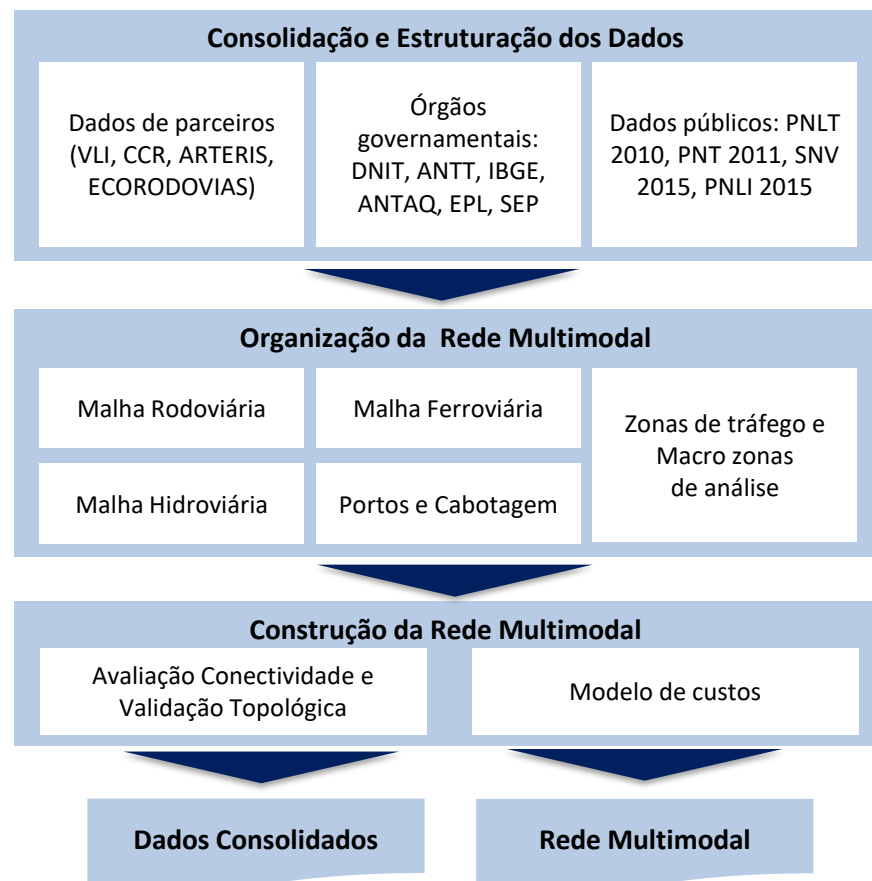 Consolidação e Estruturação dos Dados
Dados de parceiros
(VLI, CCR, ARTERIS,
ECORODOVIAS)
Órgãos
governamentais:
DNIT, ANTT, IBGE,
ANTAQ, EPL, SEP
Dados públicos: PNLT
2010, PNT 2011, SNV
2015, PNLI 2015
Organização da  Rede Multimodal
Malha Rodoviária
Malha Ferroviária
Malha Hidroviária
Portos e Cabotagem
Zonas de tráfego e
Macro zonas
de análise
Construção da Rede Multimodal
Avaliação Conectividade e
Validação Topológica
Modelo de custos
Dados Consolidados
Rede Multimodal